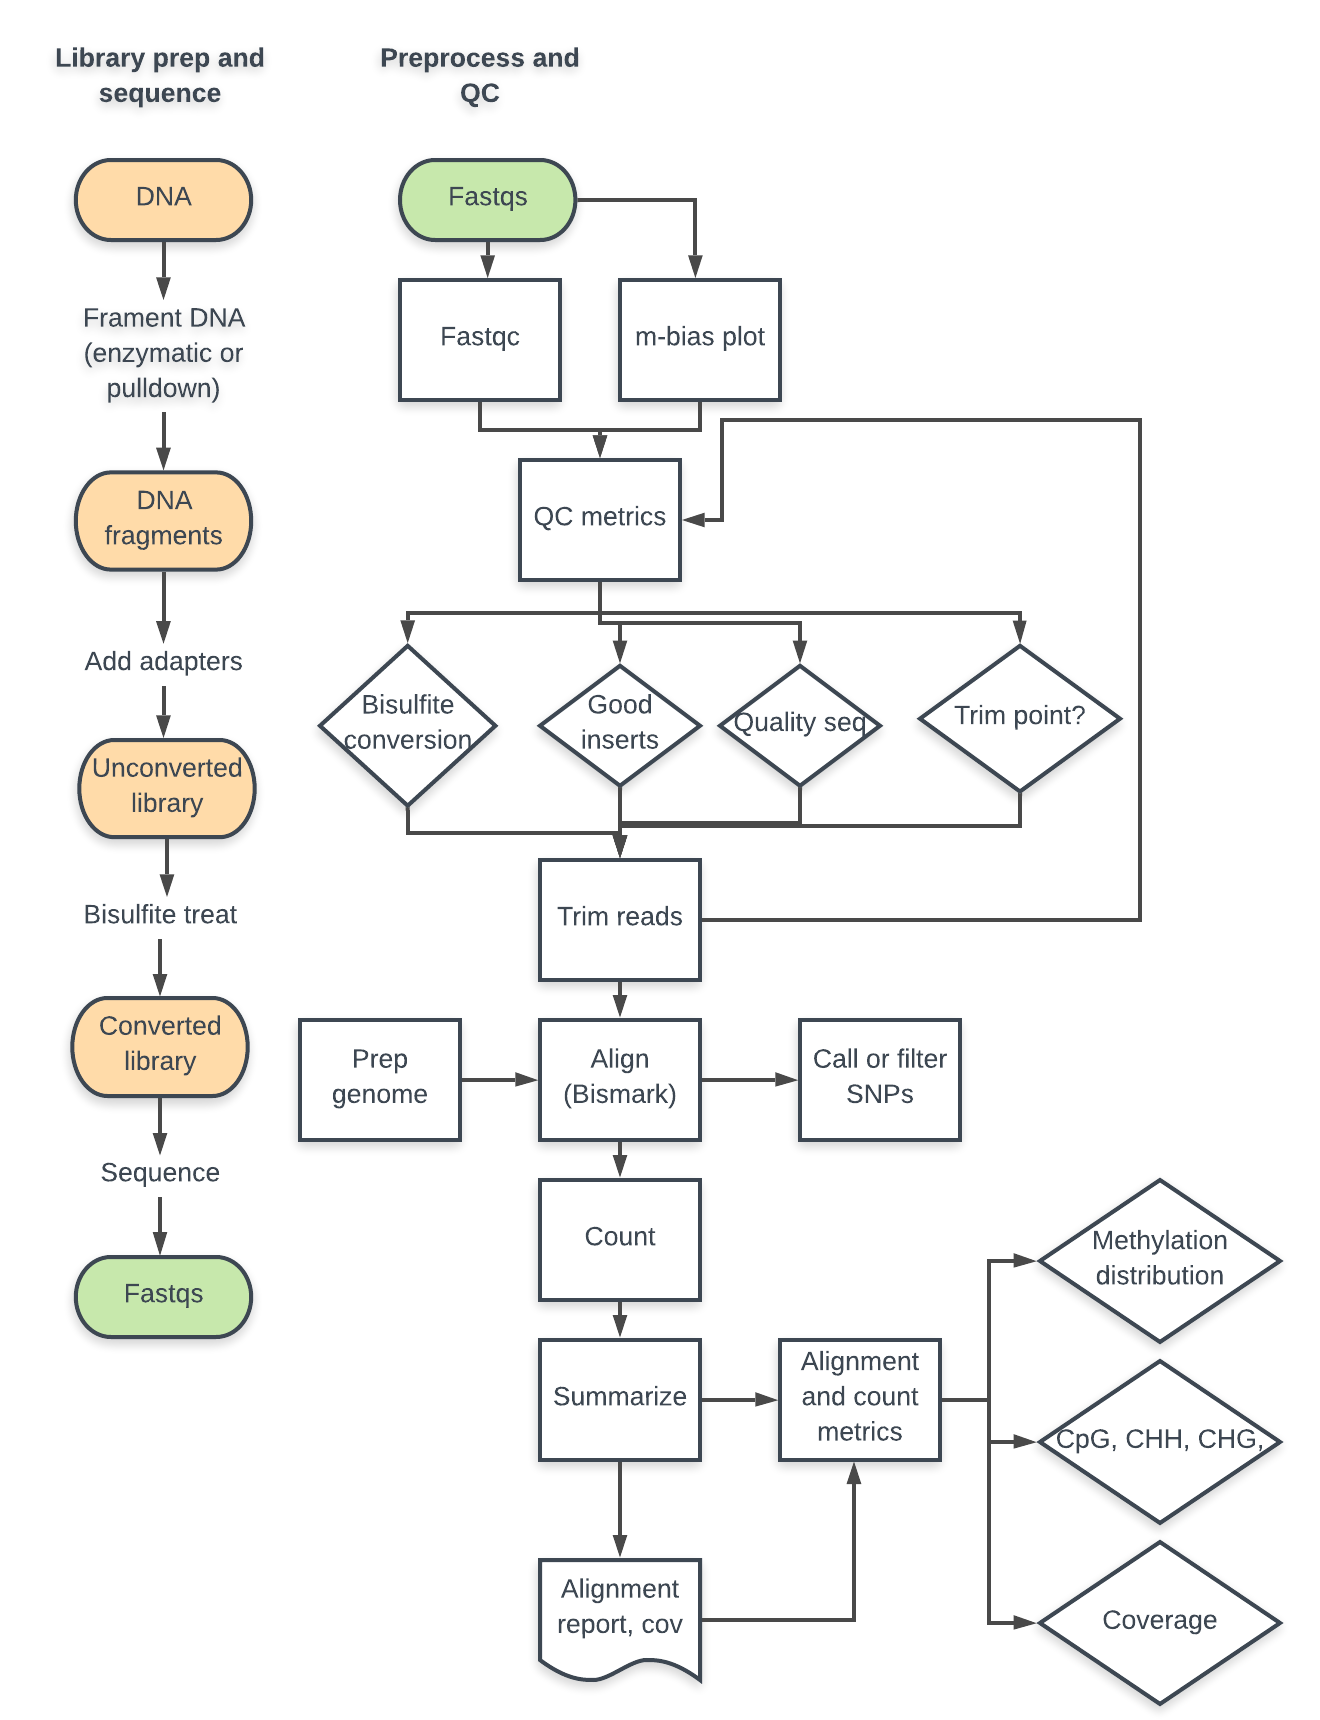 Library prep and
sequence
DNA
Frament DNA
(enzymatic or
pulldown)
DNA
fragments
Add adapters
Unconverted
library
Bisulfite treat
Converted
library
Sequence
Fastqs
Preprocess and
QC
Fastqs
Fastqc
m-bias plot
QC metrics
Bisulfite
conversion
Good
inserts
Quality seq
Trim point?
Trim reads
Prep
genome
Align
(Bismark)
Call or filter
SNPs
Count
Summarize
Alignment
and count
metrics
Methylation
distribution
CpG, CHH, CHG,
Coverage
Alignment
report, cov